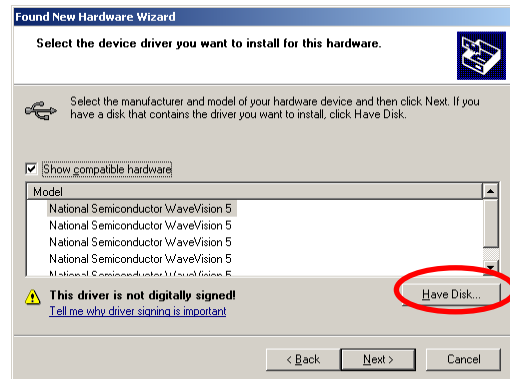 Found New Hardware Wizard
Select the device driver you want to install for this hardware.
Select the manufacturer and model of your hardware device and then click Next. If you
have a disk that contains the driver you want to install, click Have Disk.
Show compatible hardware
Model
National Semiconductor WaveVision 5
National Semiconductor WaveVision 5
National Semiconductor WaveVision 5
National Semiconductor WaveVision 5
National Semiconductor WaveVision 5
This driver is not digitally signed!
Have Disk...
Tell me why driver signing is important
< Back
Next >
Cancel